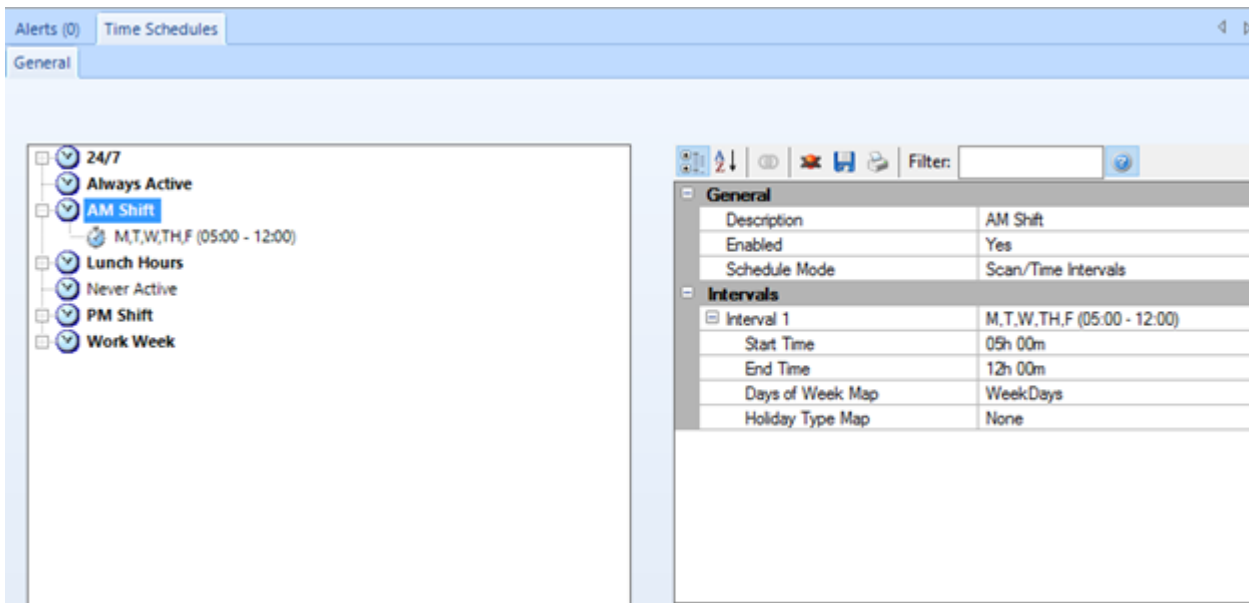 Alerts (0) Time Schedules
General
24/7
Always Active
AM Shift
M,T,W,TH,F (05:00 - 12:00)
Lunch Hours
Never Active
PM Shift
Work Week
Filter:
General
Description AM Shift
Enabled Yes
Schedule Mode Scan/Time Intervals
Intervals
Interval 1 M,T,W,TH,F (05:00 - 12:00)
Start Time 05h 00m
End Time 12h 00m
Days of Week Map WeekDays
Holiday Type Map None